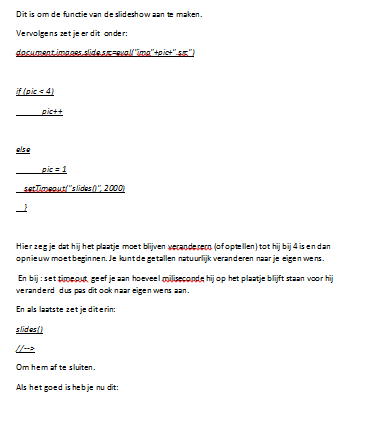 Dit is om de functie van de slideshow aan te maken.
Vervolgens zet je er dit onder:
document.images.slide.src=eval("img"+pic+".src")
if (pic < 4)
pic++
else
pic = 1
setTimeout("slides()", 2000)
}
Hier zeg je dat hij het plaatje moet blijven veranderern (of optellen) tot hij bij 4 is en dan
opnieuw moet beginnen. Je kunt de getallen natuurlijk veranderen naar je eigen wens.
En bij : set timeout, geef je aan hoeveel miliseconde hij op het plaatje blijft staan voor hij
veranderd dus pas dit ook naar eigen wens aan.
En als laatste zet je dit erin:
slides()
//-->
Om hem af te sluiten.
Als het goed is heb je nu dit: